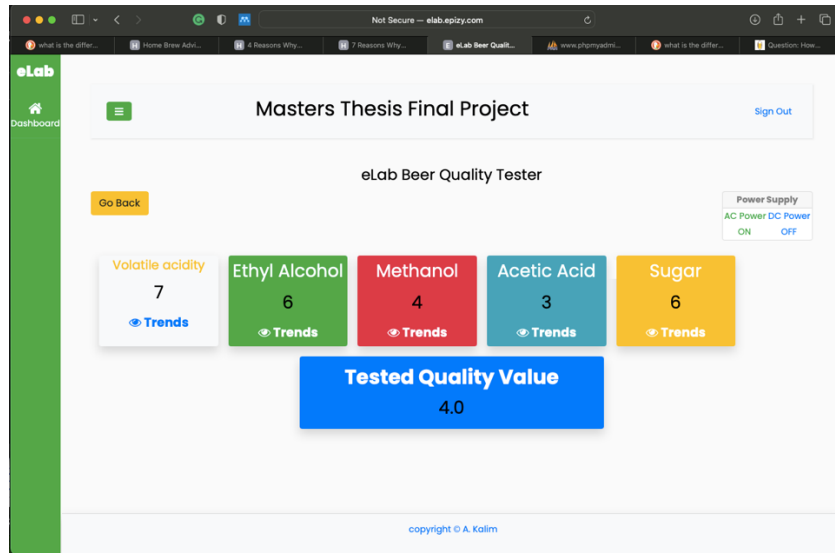 Not Secure — elab.epizy.com
what is the differ...
Home Brew Advi...
4 Reasons Why...
7 Reasons Why...
eLab Beer Qualit...
www.phpmyadmi...
what is the differ...
Question: How...
eLab
Dashboard
Masters Thesis Final Project
Sign Out
eLab Beer Quality Tester
Go Back
Power Supply
AC Power DC Power
ON OFF
Volatile acidity
7
Trends
Ethyl Alcohol
6
Trends
Methanol
4
Trends
Acetic Acid
3
Trends
Sugar
6
Trends
Tested Quality Value
4.0
copyright © A. Kalim